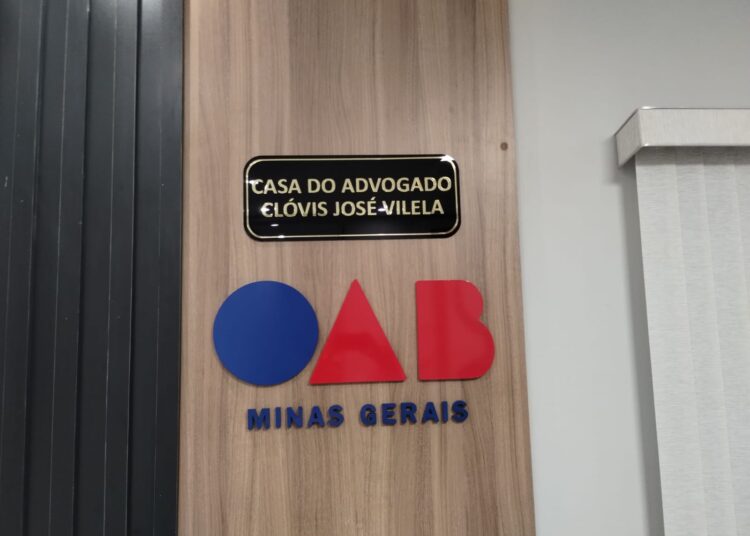 CASA DO ADVOGADO
CLÓVIS JOSÉ VILELA
OAB
MINAS GERAIS